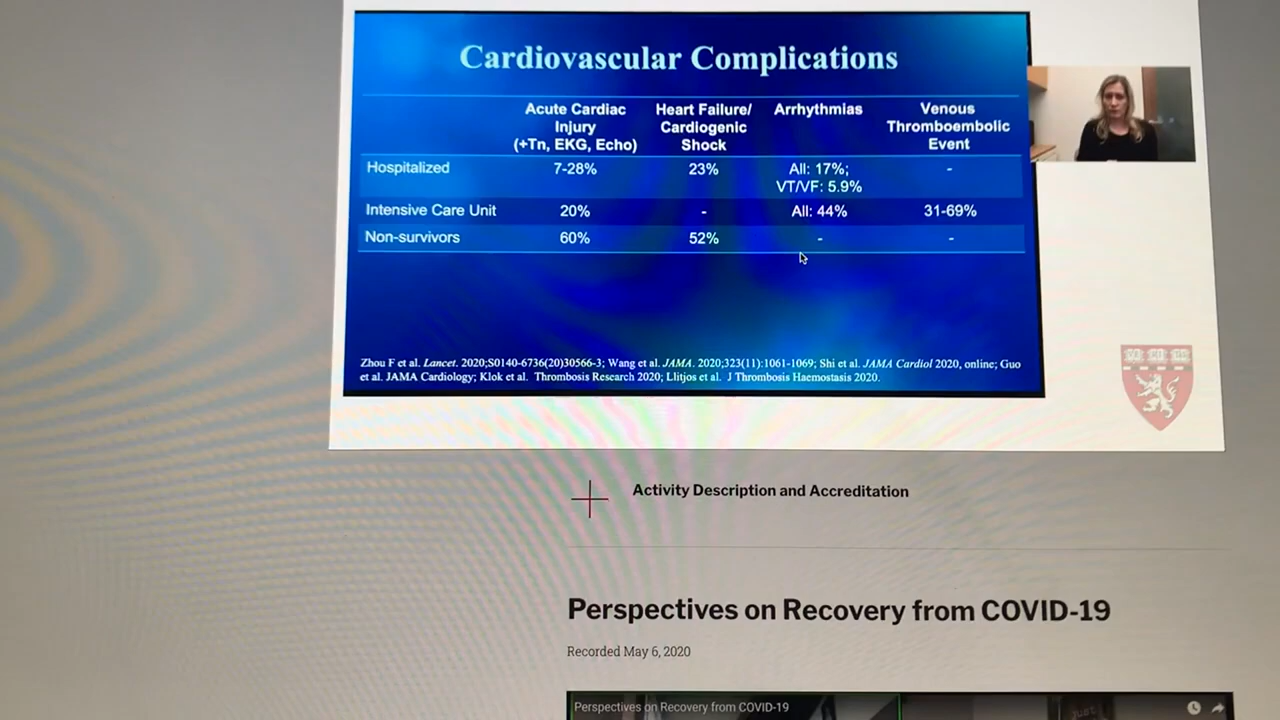 Cardiovascular Complications
Acute Cardiac Injury (+Tn, EKG, Echo)
Heart Failure/ Cardiogenic Shock
Arrhythmias
Venous Thromboembolic Event
Hospitalized
7-28%
23%
All: 17%; VT/VF: 5.9%
-
Intensive Care Unit
20%
-
All: 44%
31-69%
Non-survivors
60%
52%
-
-
Zhou F et al. Lancet. 2020;S0140-6736(20)30566-3; Wang et al. JAMA. 2020;323(11):1061-1069; Shi et al. JAMA Cardiol 2020, online; Guo
et al. JAMA Cardiology; Klok et al. Thrombosis Research 2020; Llitjos et al. J Thrombosis Haemostasis 2020.
Activity Description and Accreditation
Perspectives on Recovery from COVID-19
Recorded May 6, 2020
Perspectives on Recovery from COVID-19